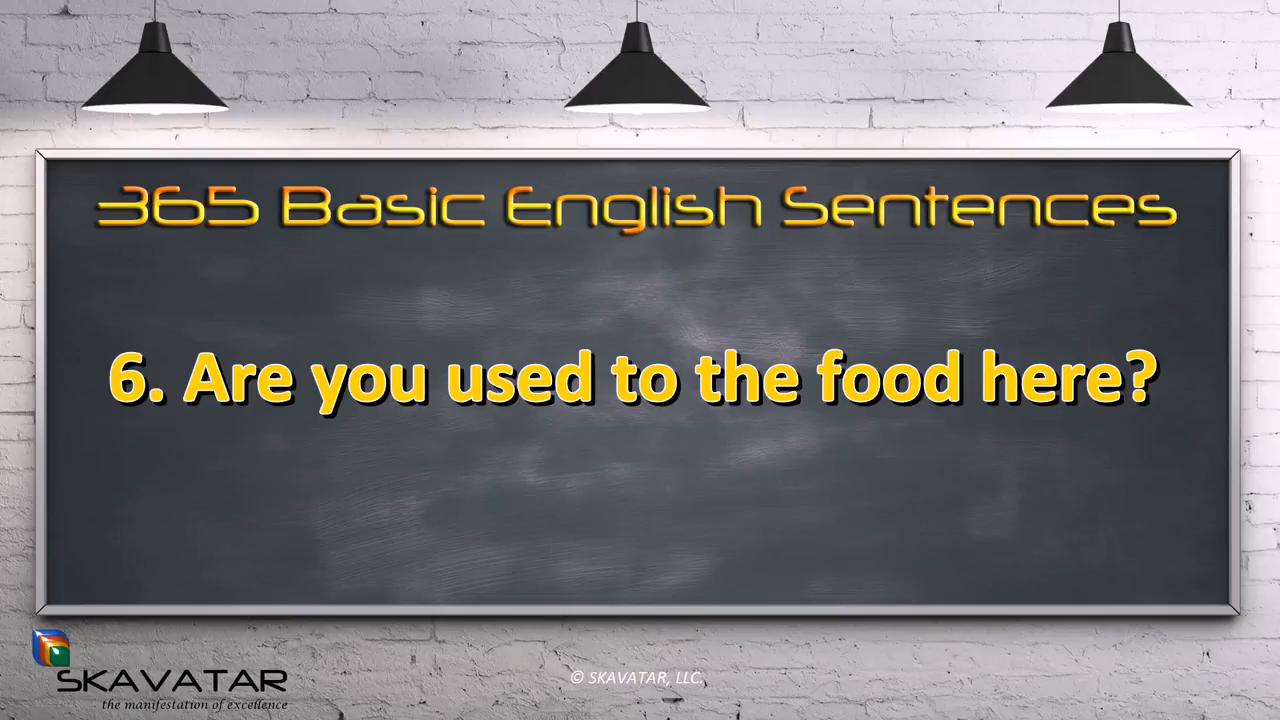 365 Basic English Sentences
6. Are you used to the food here?
SKAVATAR
the manifestation of excellence
© SKAVATAR, LLC.